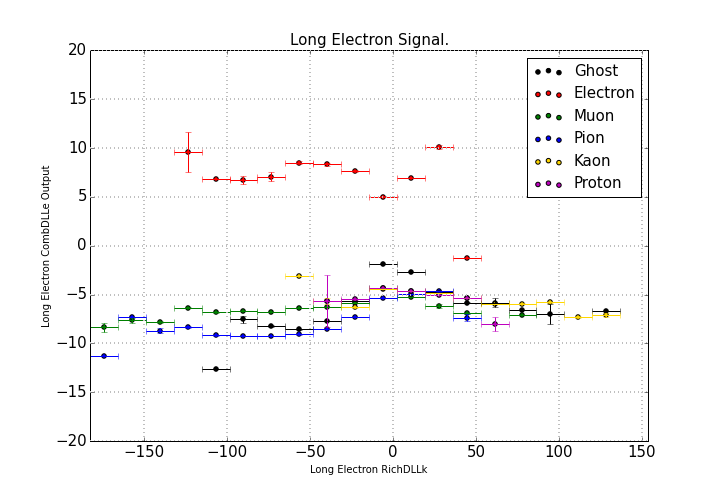 Long Electron Signal.
20
15
10
5
0
−5
−10
−15
−20
Long Electron CombDLLe Output
Ghost
Electron
Muon
Pion
Kaon
Proton
−150
−100
−50
0
50
100
150
Long Electron RichDLLk